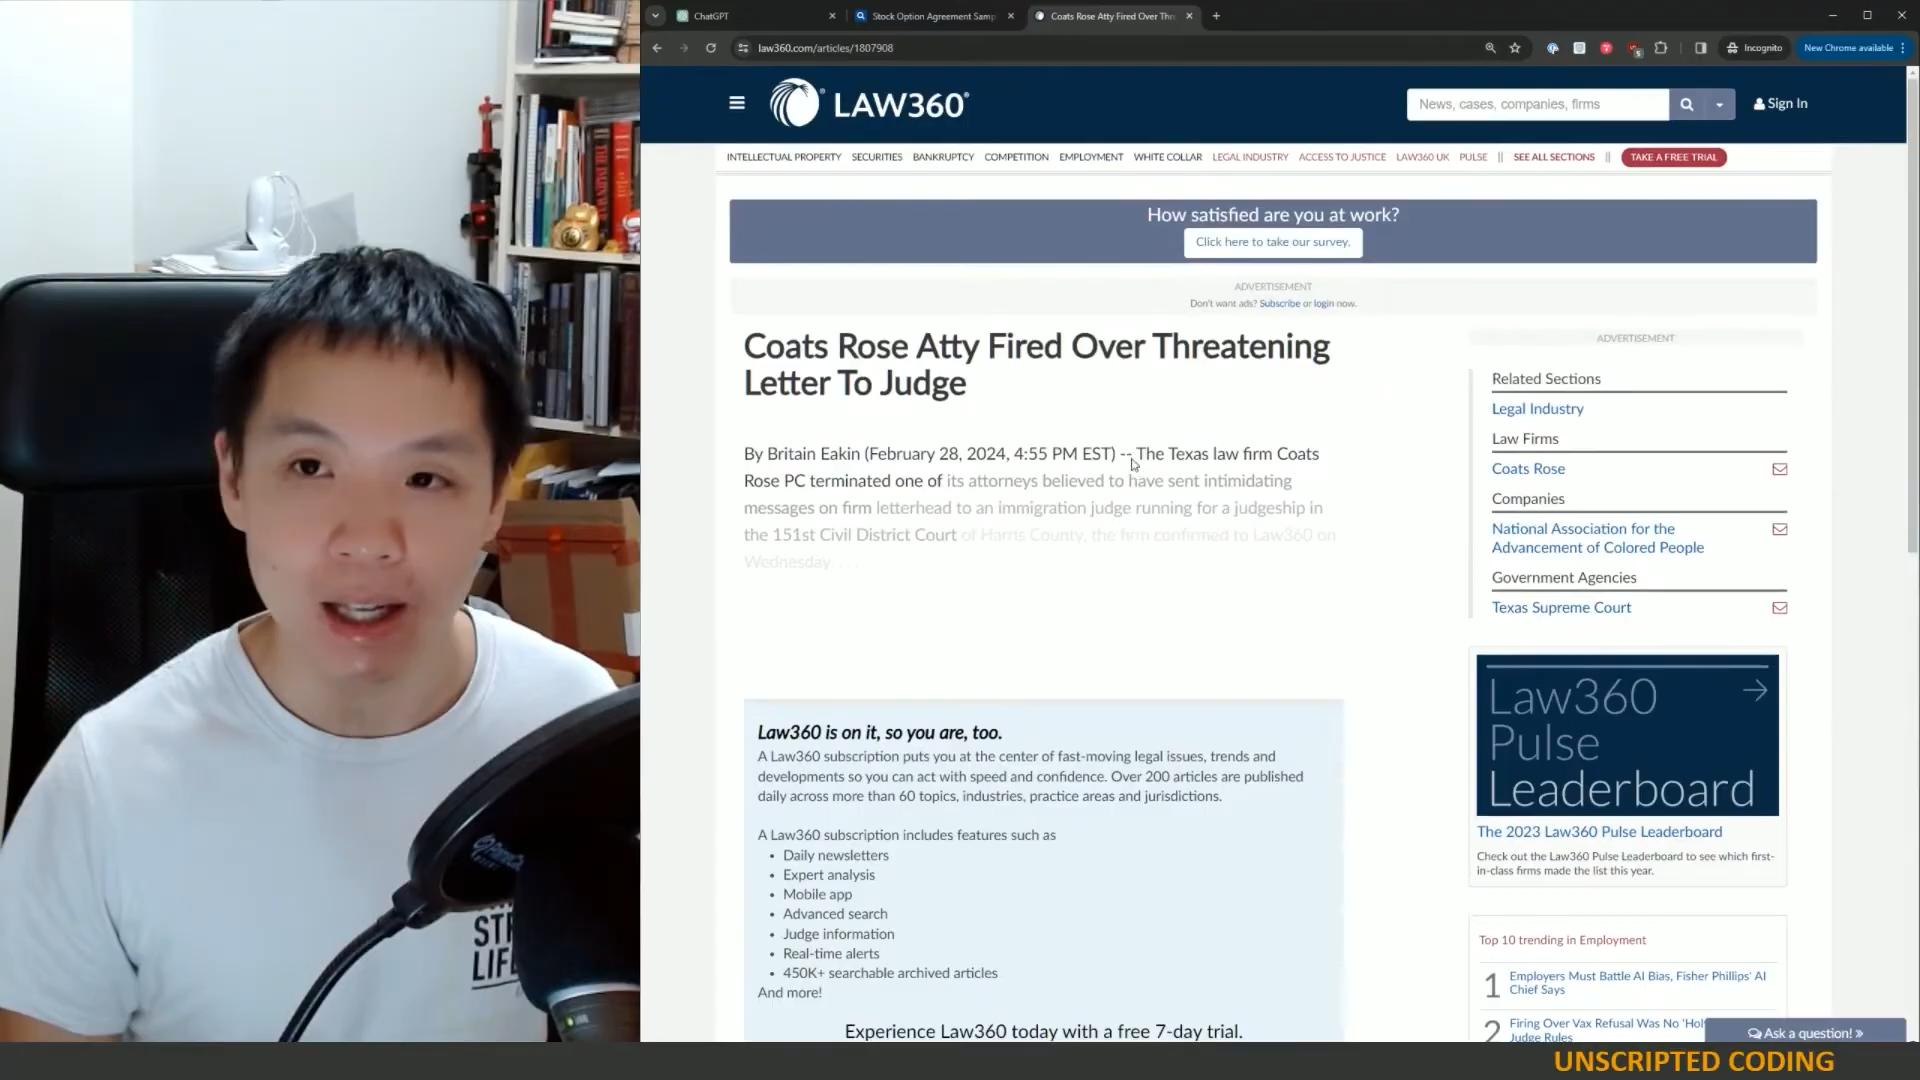 ChatGPT
Stock Option Agreement Samp
Coats Rose Atty Fired Over Thr
law360.com/articles/1807908
Incognito
New Chrome available
LAW360
News, cases, companies, firms
Sign In
INTELLECTUAL PROPERTY SECURITIES BANKRUPTCY COMPETITION EMPLOYMENT WHITE COLLAR LEGAL INDUSTRY ACCESS TO JUSTICE LAW360 UK PULSE || SEE ALL SECTIONS || TAKE A FREE TRIAL
How satisfied are you at work?
Click here to take our survey.
ADVERTISEMENT
Don't want ads? Subscribe or login now.
Coats Rose Atty Fired Over Threatening
Letter To Judge
By Britain Eakin (February 28, 2024, 4:55 PM EST) -- The Texas law firm Coats
Rose PC terminated one of its attorneys believed to have sent intimidating
messages on firm letterhead to an immigration judge running for a judgeship in
the 151st Civil District Court of Harris County, the firm confirmed to Law360 on
Wednesday. . . .
Law360 is on it, so you are, too.
A Law360 subscription puts you at the center of fast-moving legal issues, trends and
developments so you can act with speed and confidence. Over 200 articles are published
daily across more than 60 topics, industries, practice areas and jurisdictions.
A Law360 subscription includes features such as
• Daily newsletters
• Expert analysis
• Mobile app
• Advanced search
• Judge information
• Real-time alerts
• 450K+ searchable archived articles
And more!
Experience Law360 today with a free 7-day trial.
ADVERTISEMENT
Related Sections
Legal Industry
Law Firms
Coats Rose
Companies
National Association for the
Advancement of Colored People
Government Agencies
Texas Supreme Court
Law360
Pulse
Leaderboard
The 2023 Law360 Pulse Leaderboard
Check out the Law360 Pulse Leaderboard to see which first-
in-class firms made the list this year.
Top 10 trending in Employment
1 Employers Must Battle AI Bias, Fisher Phillips' AI
Chief Says
2 Firing Over Vax Refusal Was No 'Hol
Judge Rules
Ask a question! »
UNSCRIPTED CODING